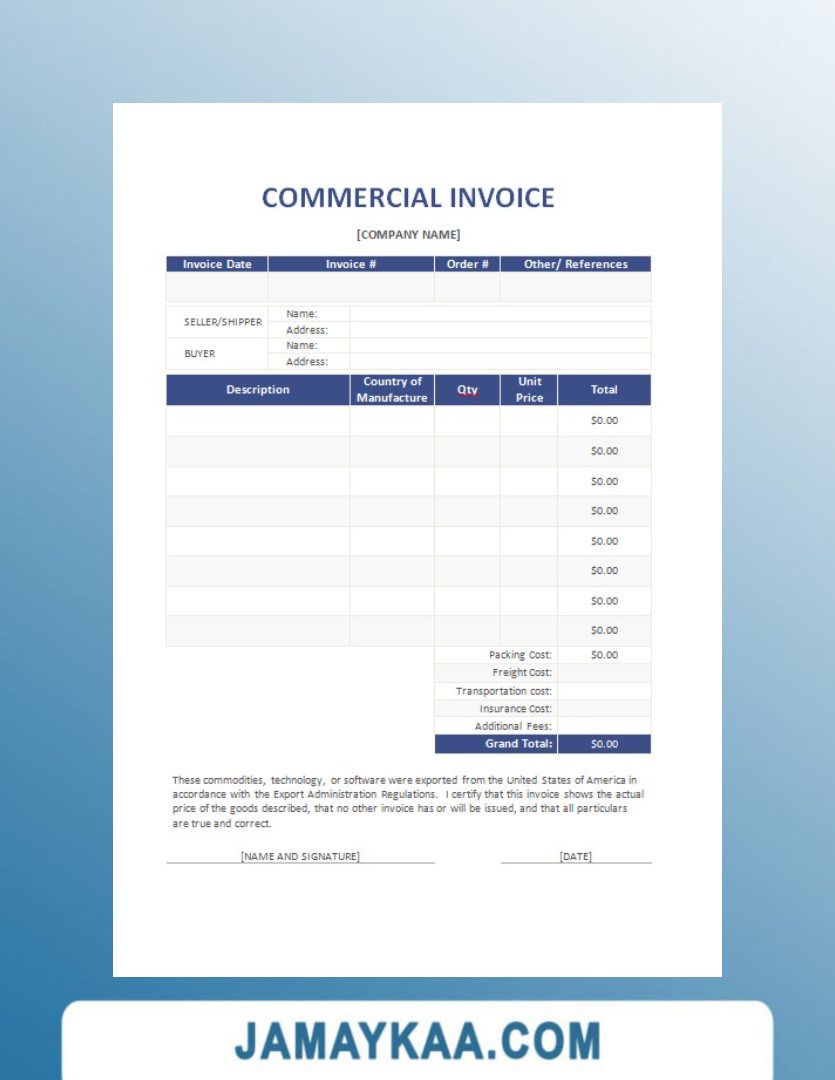 COMMERCIAL INVOICE
[COMPANY NAME]
Invoice Date Invoice # Order # Other/ References
SELLER/SHIPPER Name:
Address:
BUYER Name:
Address:
Description Country of Manufacture Qty Unit Price Total
$0.00
$0.00
$0.00
$0.00
$0.00
$0.00
$0.00
$0.00
Packing Cost: $0.00
Freight Cost:
Transportation cost:
Insurance Cost:
Additional Fees:
Grand Total: $0.00
These commodities, technology, or software were exported from the United States of America in
accordance with the Export Administration Regulations. I certify that this invoice shows the actual
price of the goods described, that no other invoice has or will be issued, and that all particulars
are true and correct.
[NAME AND SIGNATURE] [DATE]
JAMAYKAA.COM